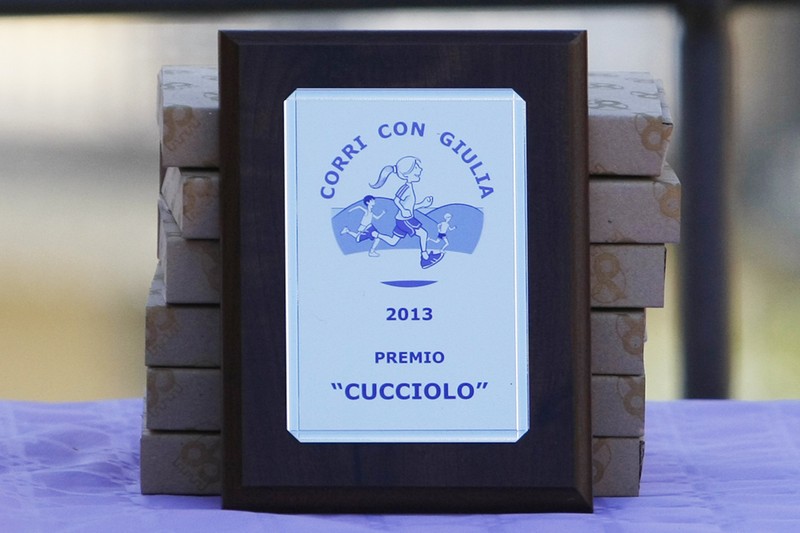 CORRI CON GIULIA
2013
PREMIO
“CUCCIOLO”